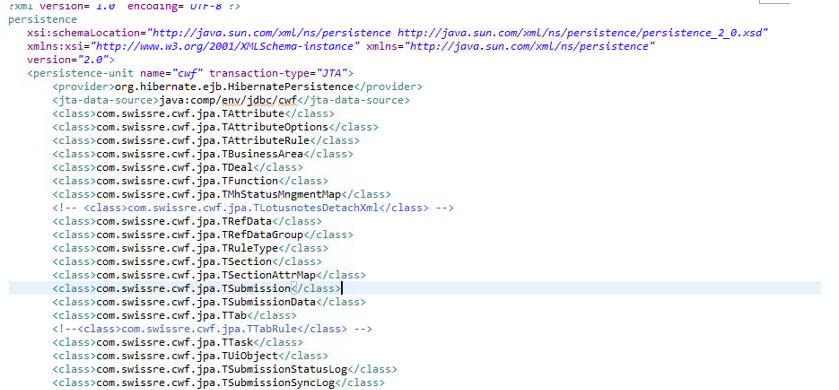 ?xml version="1.0" encoding="UTF-8"?>
persistence
xsi:schemaLocation="http://java.sun.com/xml/ns/persistence http://java.sun.com/xml/ns/persistence/persistence_2_0.xsd"
xmlns:xsi="http://www.w3.org/2001/XMLSchema-instance" xmlns="http://java.sun.com/xml/ns/persistence"
version="2.0">
<persistence-unit name="cwf" transaction-type="JTA">
<provider>org.hibernate.ejb.HibernatePersistence</provider>
<jta-data-source>java:comp/env/jdbc/cwf</jta-data-source>
<class>com.swissre.cwf.jpa.TAttribute</class>
<class>com.swissre.cwf.jpa.TAttributeOptions</class>
<class>com.swissre.cwf.jpa.TAttributeRule</class>
<class>com.swissre.cwf.jpa.TBusinessArea</class>
<class>com.swissre.cwf.jpa.TDeal</class>
<class>com.swissre.cwf.jpa.TFunction</class>
<class>com.swissre.cwf.jpa.TMhStatusMngmentMap</class>
<!-- <class>com.swissre.cwf.jpa.TLotusnotesDetachXml</class> -->
<class>com.swissre.cwf.jpa.TRefData</class>
<class>com.swissre.cwf.jpa.TRefDataGroup</class>
<class>com.swissre.cwf.jpa.TRuleType</class>
<class>com.swissre.cwf.jpa.TSection</class>
<class>com.swissre.cwf.jpa.TSectionAttrMap</class>
<class>com.swissre.cwf.jpa.TSubmission</class>
<class>com.swissre.cwf.jpa.TSubmissionData</class>
<class>com.swissre.cwf.jpa.TTab</class>
<!--<class>com.swissre.cwf.jpa.TTabRule</class> -->
<class>com.swissre.cwf.jpa.TTask</class>
<class>com.swissre.cwf.jpa.TUiObject</class>
<class>com.swissre.cwf.jpa.TSubmissionStatusLog</class>
<class>com.swissre.cwf.jpa.TSubmissionSyncLog</class>